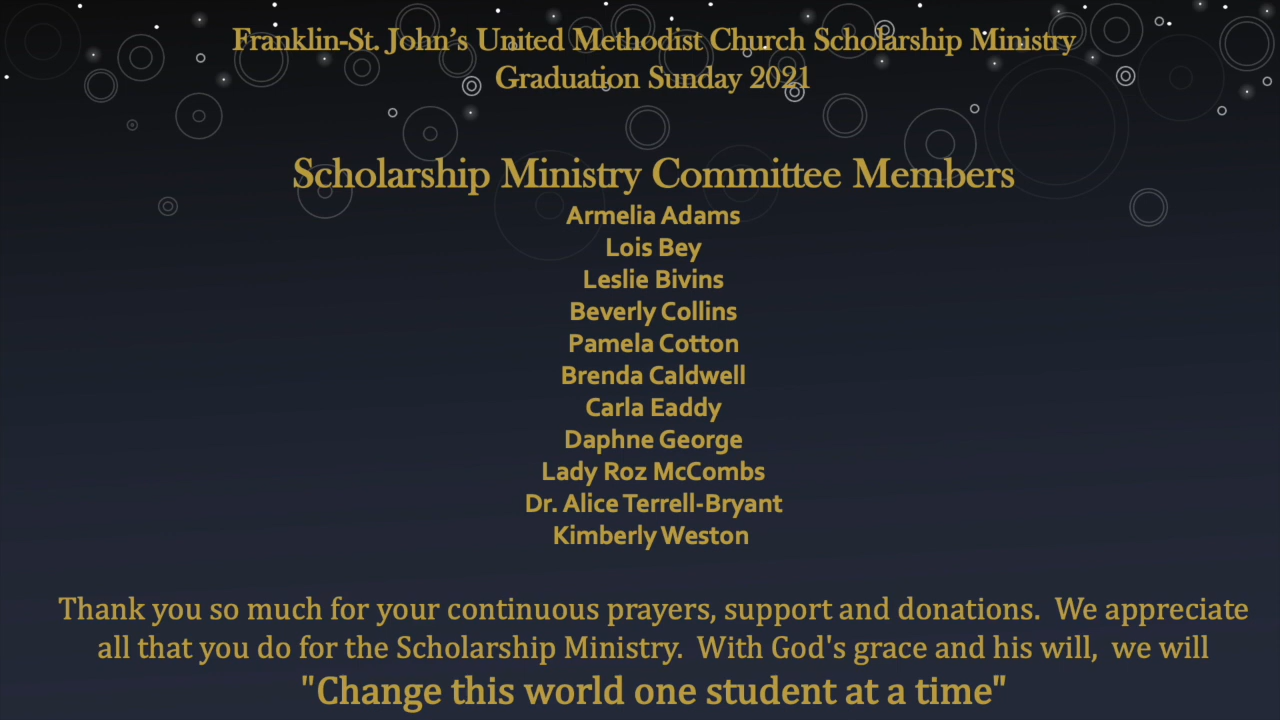 Franklin-St. John’s United Methodist Church Scholarship Ministry
Graduation Sunday 2021
Scholarship Ministry Committee Members
Armelia Adams
Lois Bey
Leslie Bivins
Beverly Collins
Pamela Cotton
Brenda Caldwell
Carla Eaddy
Daphne George
Lady Roz McCombs
Dr. Alice Terrell-Bryant
Kimberly Weston
Thank you so much for your continuous prayers, support and donations.  We appreciate
all that you do for the Scholarship Ministry.  With God's grace and his will,  we will
"Change this world one student at a time"